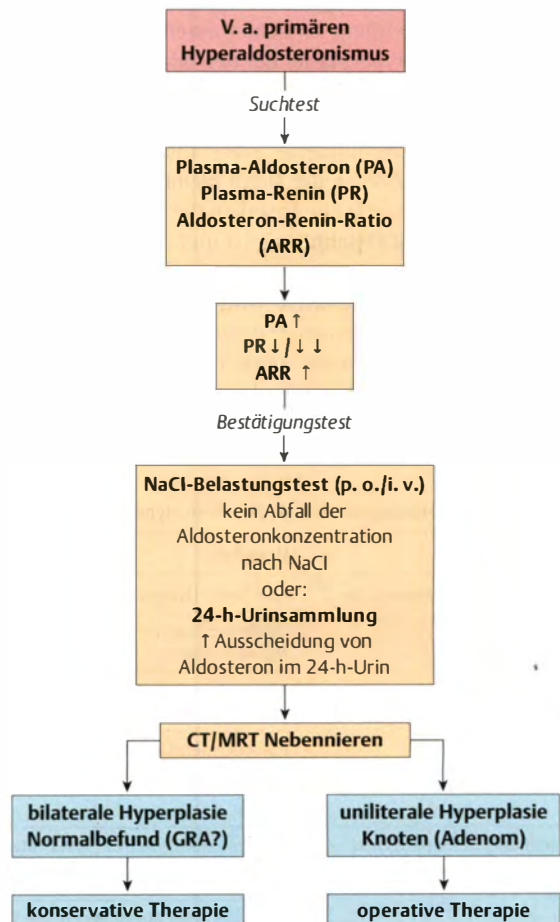 V. a. primären
Hyperaldosteronismus
Suchtest
Plasma-Aldosteron (PA)
Plasma-Renin (PR)
Aldosteron-Renin-Ratio
(ARR)
PA ↑
PR ↓ / ↓ ↓
ARR ↑
Bestätigungstest
NaCl-Belastungstest (p. o./i. v.)
kein Abfall der
Aldosteronkonzentration
nach NaCl
oder:
24-h-Urinsammlung
↑ Ausscheidung von
Aldosteron im 24-h-Urin
CT/MRT Nebennieren
bilaterale Hyperplasie
Normalbefund (GRA?)
uniliterale Hyperplasie
Knoten (Adenom)
konservative Therapie
operative Therapie